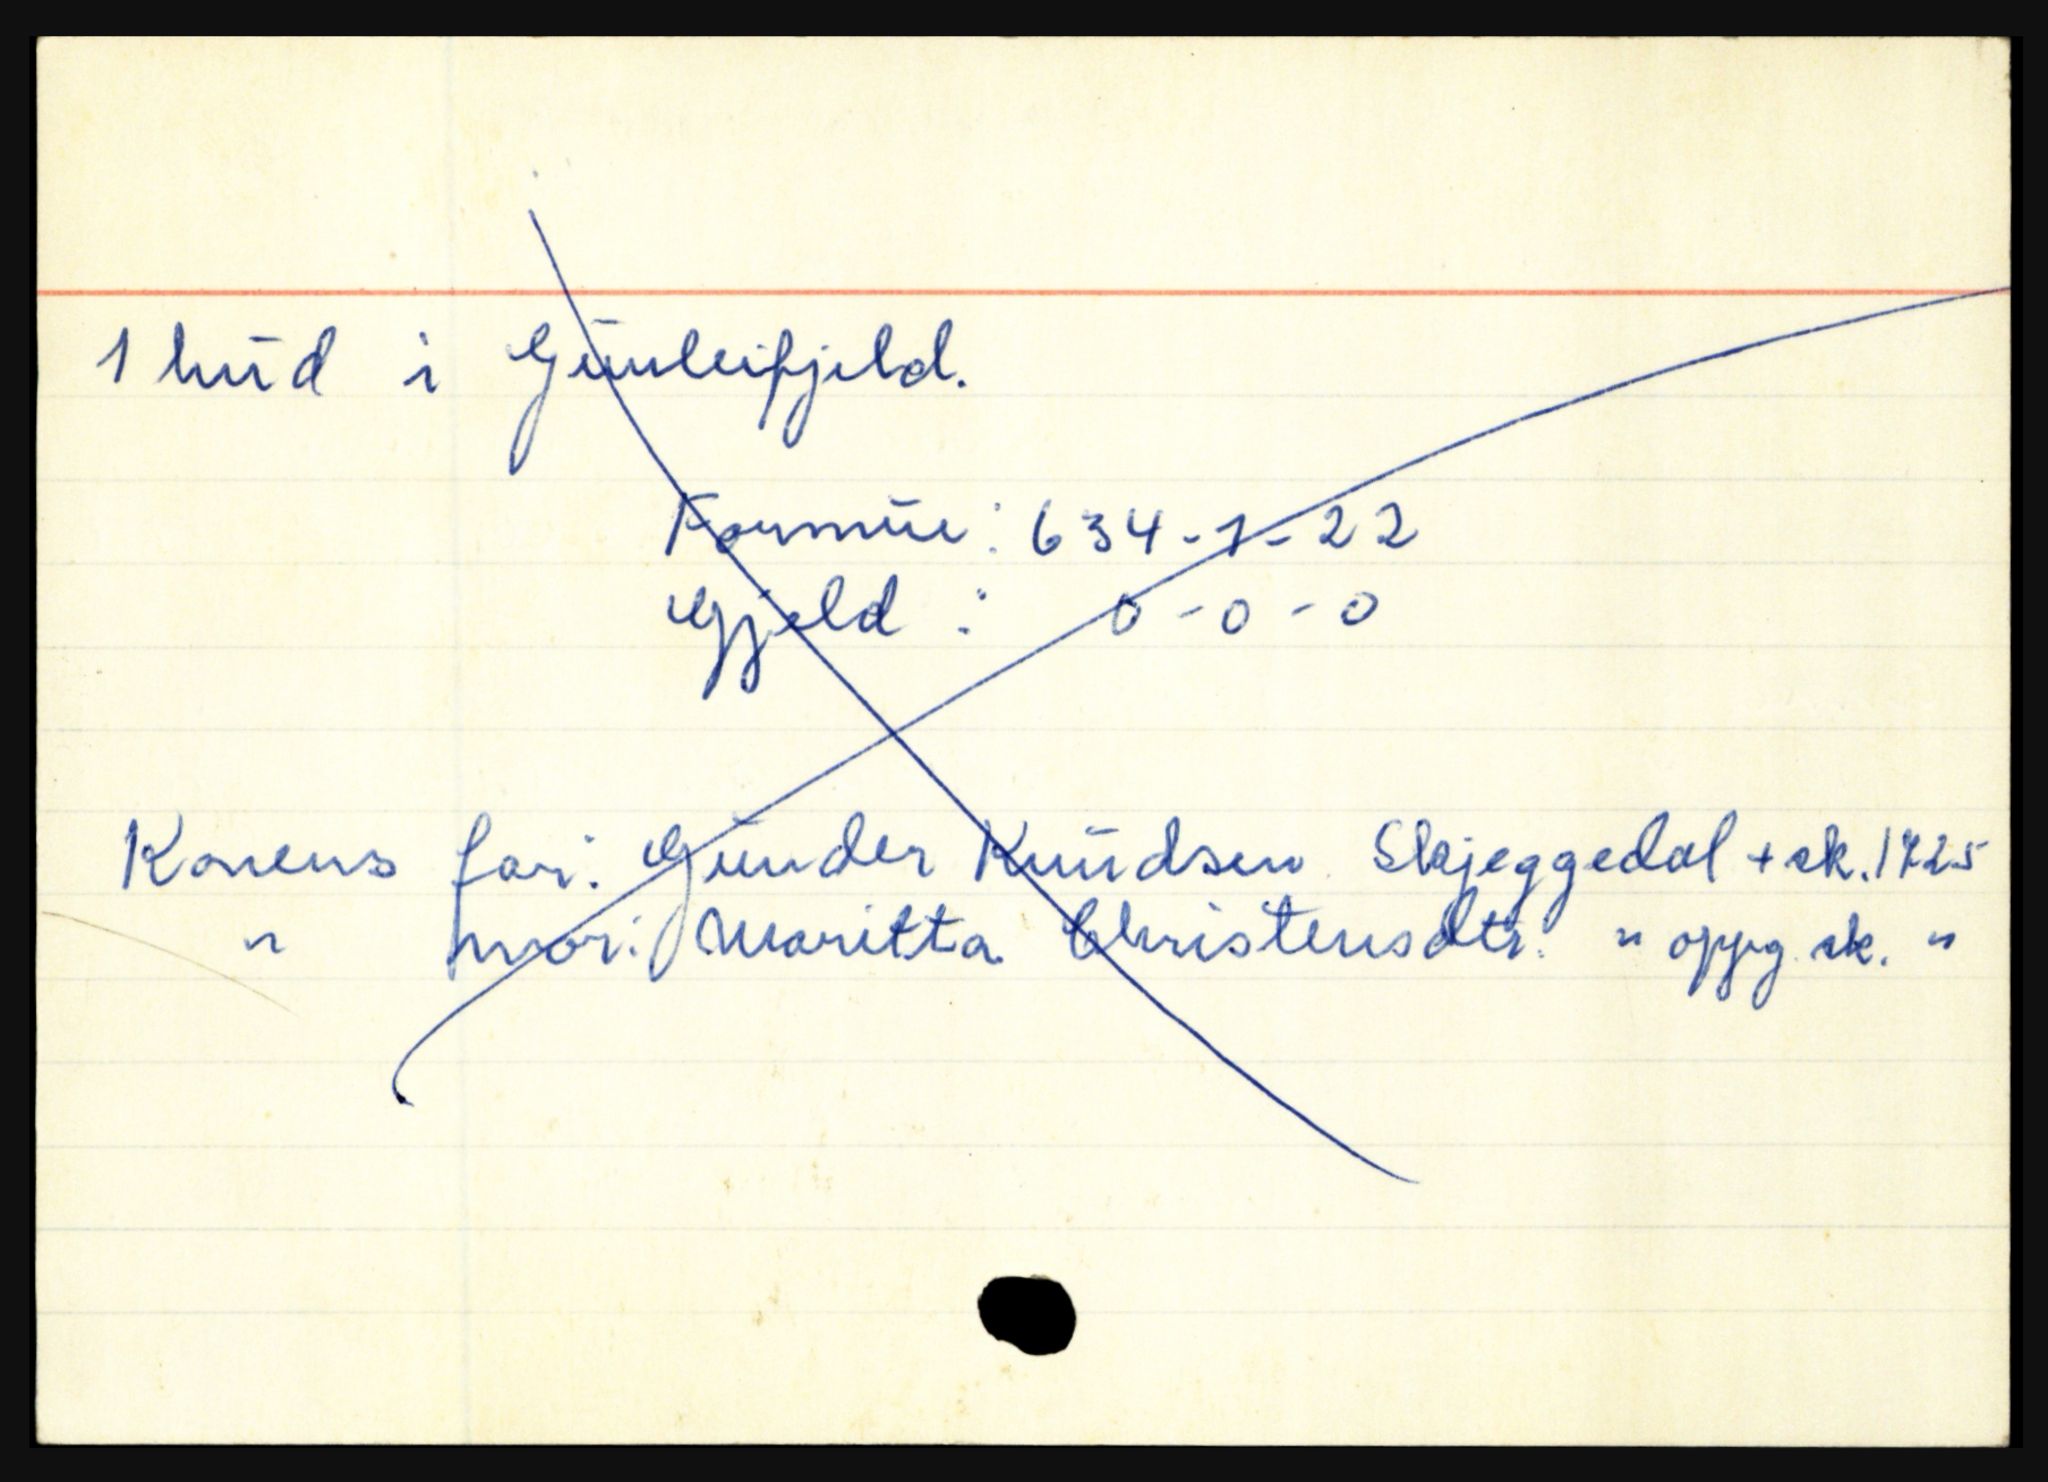 1 hud i Gunleifjeld.
Formue: 634-1-22
Gjeld: 0-0-0
Konens far: Gunder Knudsen Skjeggedal + sk. 1725
" mor: Maritta Christensdtr. " oppg. sk. "